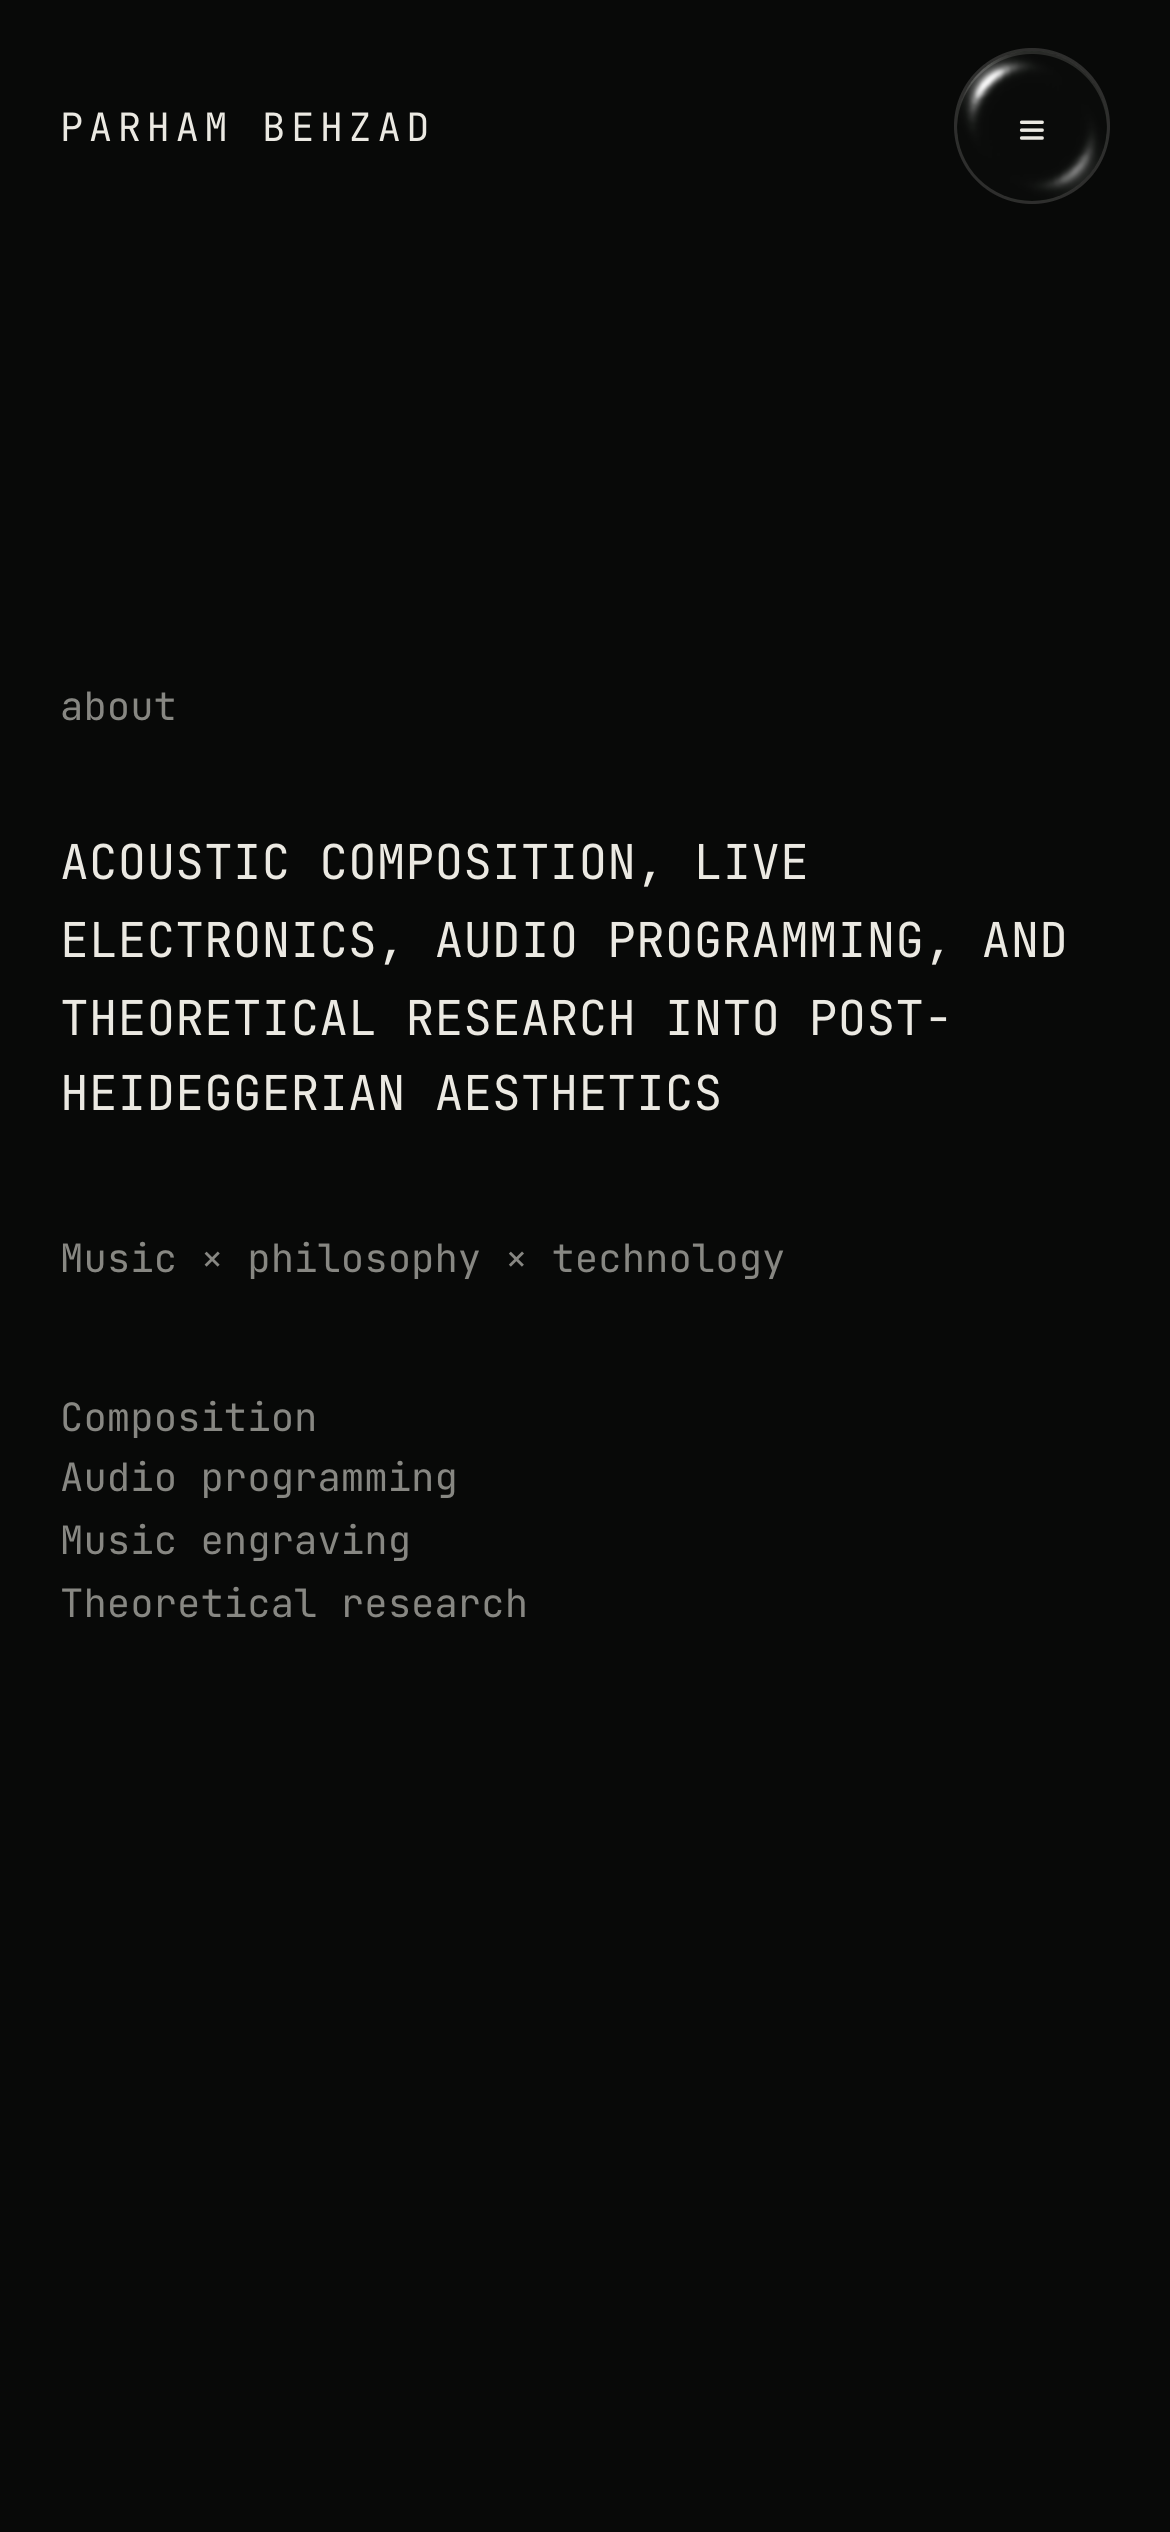 PARHAM BEHZAD
about
ACOUSTIC COMPOSITION, LIVE
ELECTRONICS, AUDIO PROGRAMMING, AND
THEORETICAL RESEARCH INTO POST-
HEIDEGGERIAN AESTHETICS
Music × philosophy × technology
Composition
Audio programming
Music engraving
Theoretical research